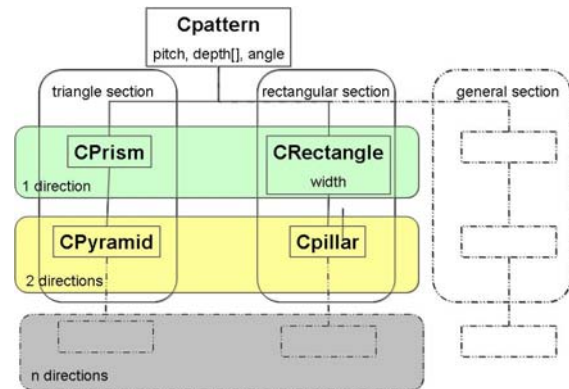 Cpattern
pitch, depth[], angle
triangle section
rectangular section
general section
CPrism
CRectangle
width
1 direction
CPyramid
Cpillar
2 directions
n directions